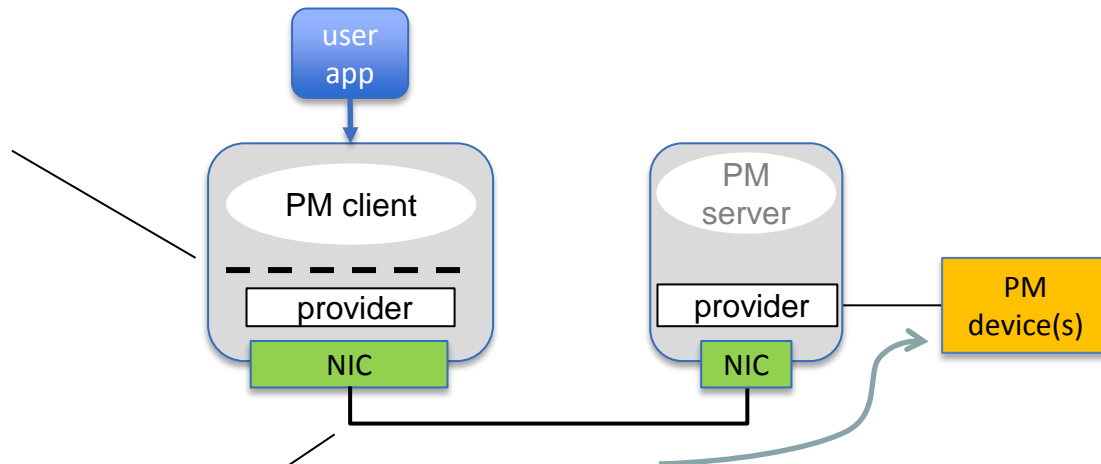 user
app
PM client
provider
NIC
PM
server
provider
NIC
PM
device(s)